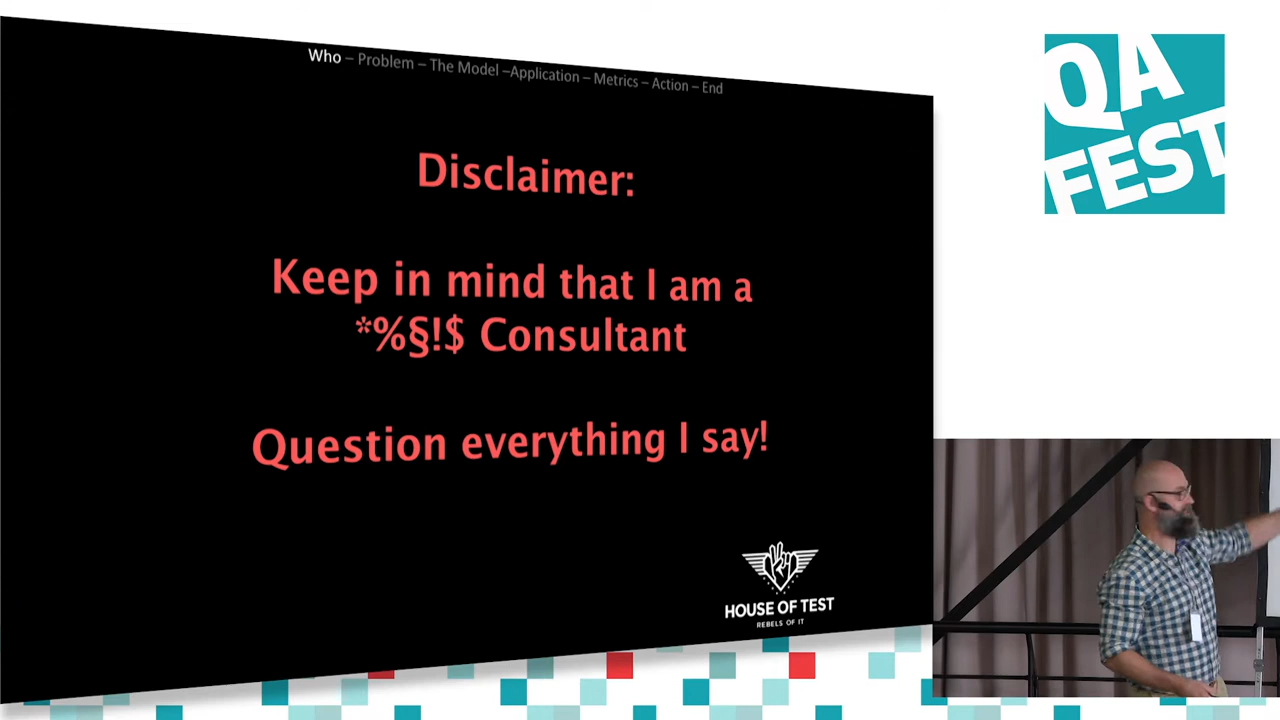 Who – Problem – The Model –Application – Metrics – Action – End
Disclaimer:
Keep in mind that I am a
*%§!$ Consultant
Question everything I say!
HOUSE OF TEST
REBELS OF IT
QA
FEST